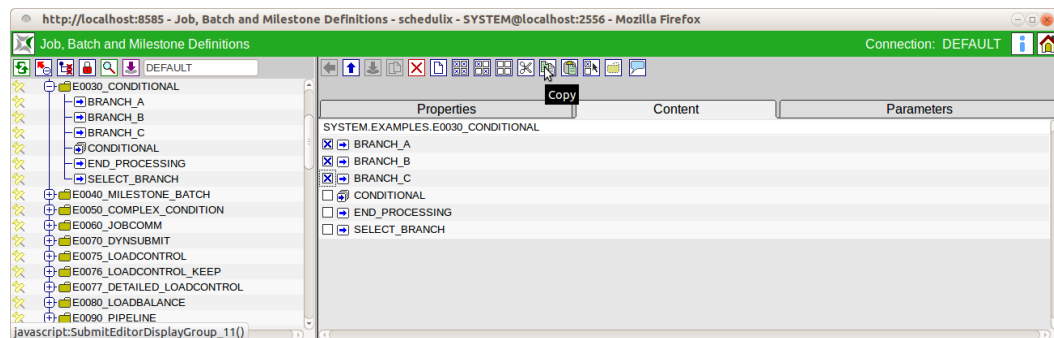 http://localhost:8585 - Job, Batch and Milestone Definitions - schedulix - SYSTEM@localhost:2556 - Mozilla Firefox
Job, Batch and Milestone Definitions
Connection: DEFAULT
DEFAULT
E0030_CONDITIONAL
BRANCH_A
BRANCH_B
BRANCH_C
CONDITIONAL
END_PROCESSING
SELECT_BRANCH
E0040_MILESTONE_BATCH
E0050_COMPLEX_CONDITION
E0060_JOBCOMM
E0070_DYNSUBMIT
E0075_LOADCONTROL
E0076_LOADCONTROL_KEEP
E0077_DETAILED_LOADCONTROL
E0080_LOADBALANCE
E0090_PIPELINE
javascript:SubmitEditorDisplayGroup_11()
Copy
Properties
Content
Parameters
SYSTEM.EXAMPLES.E0030_CONDITIONAL
BRANCH_A
BRANCH_B
BRANCH_C
CONDITIONAL
END_PROCESSING
SELECT_BRANCH